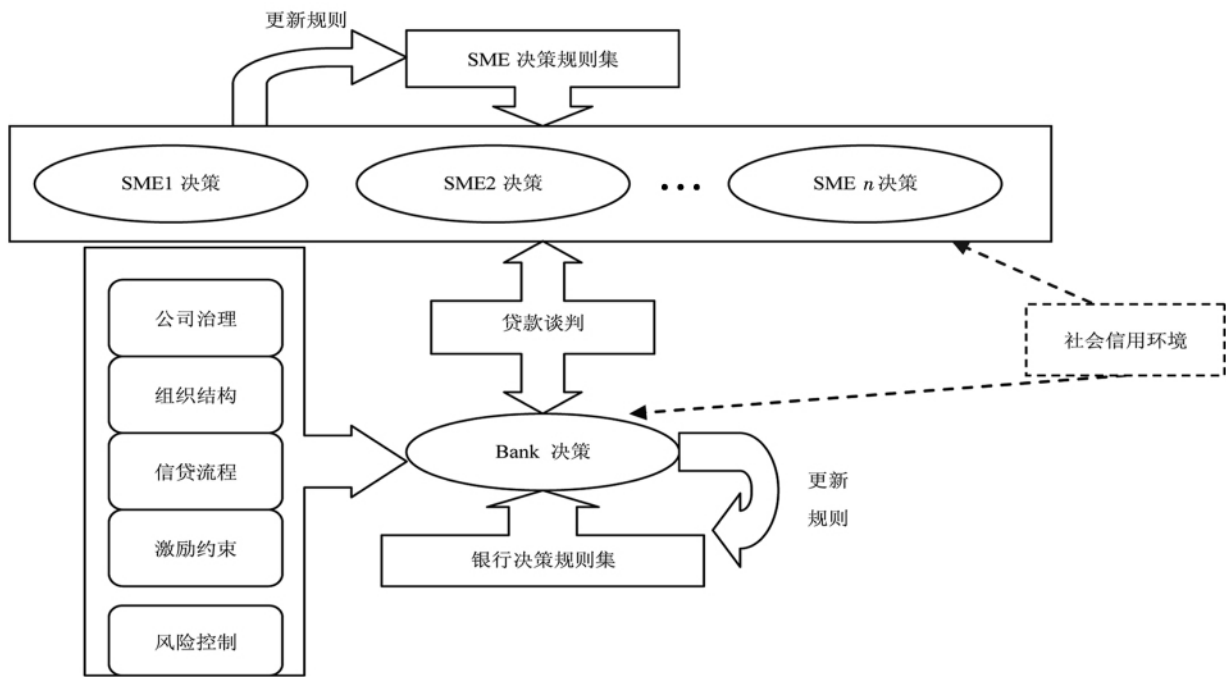 更新规则
SME 决策规则集
SME1 决策
SME2 决策
•••
SME n决策
公司治理
组织结构
信贷流程
激励约束
风险控制
贷款谈判
社会信用环境
Bank 决策
更新
规则
银行决策规则集